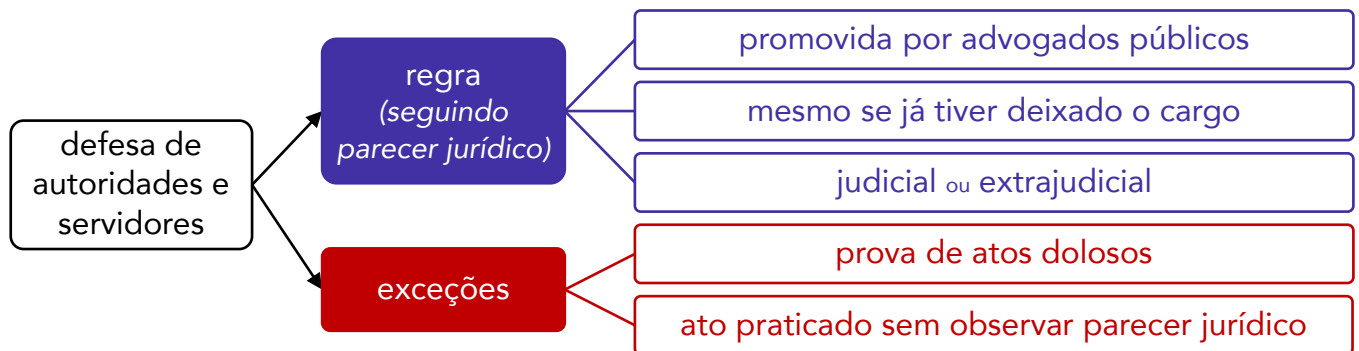 defesa de
autoridades e
servidores
regra
(seguindo
parecer jurídico)
promovida por advogados públicos
mesmo se já tiver deixado o cargo
judicial ou extrajudicial
exceções
prova de atos dolosos
ato praticado sem observar parecer jurídico